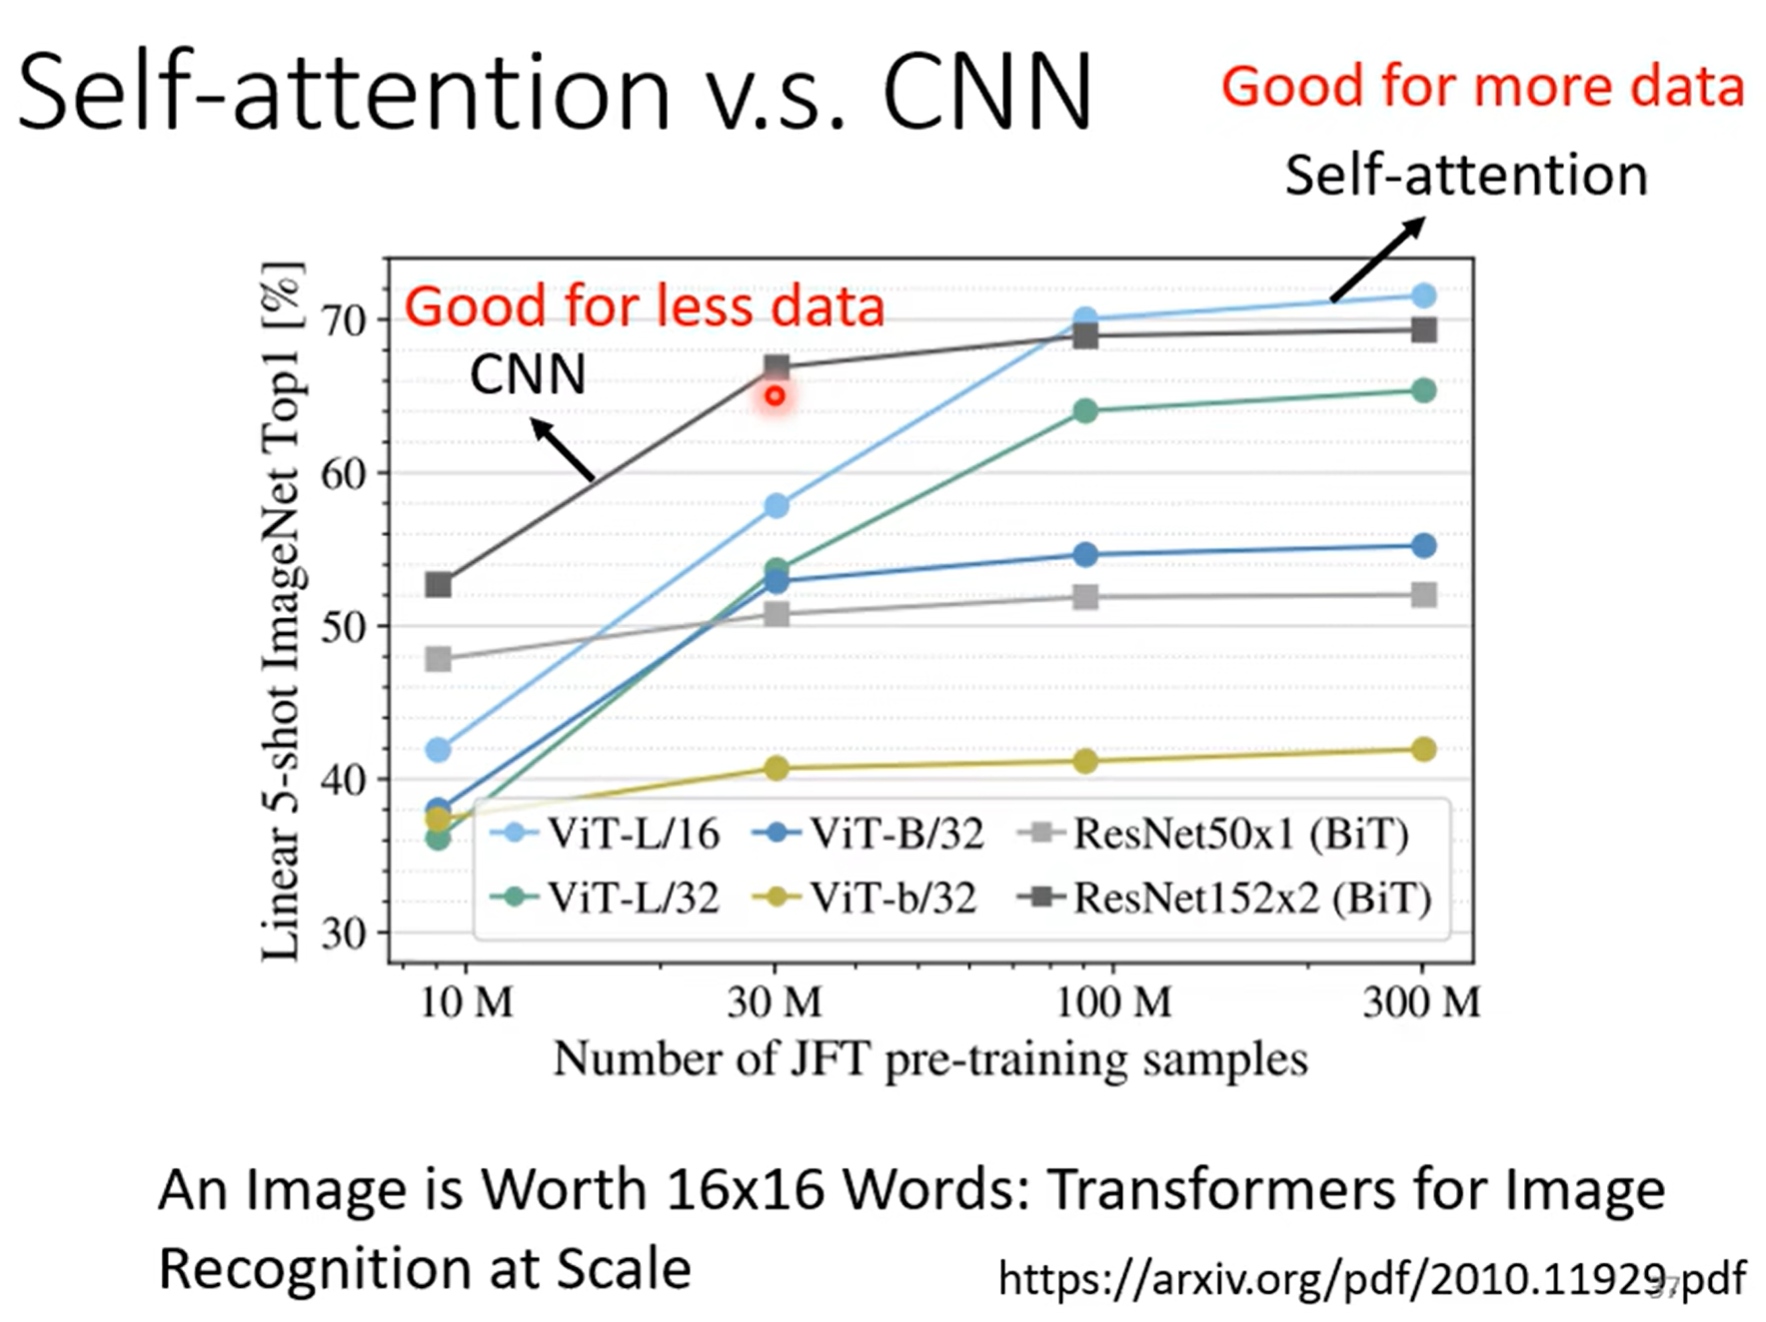 Self-attention v.s. CNN
Good for more data
Self-attention
Good for less data
CNN
Linear 5-shot ImageNet Top1 [%]
70
60
50
40
30
ViT-L/16
ViT-B/32
ResNet50x1 (BiT)
ViT-L/32
ViT-b/32
ResNet152x2 (BiT)
10 M
30 M
100 M
300 M
Number of JFT pre-training samples
An Image is Worth 16x16 Words: Transformers for Image
Recognition at Scale
https://arxiv.org/pdf/2010.11929.pdf
37